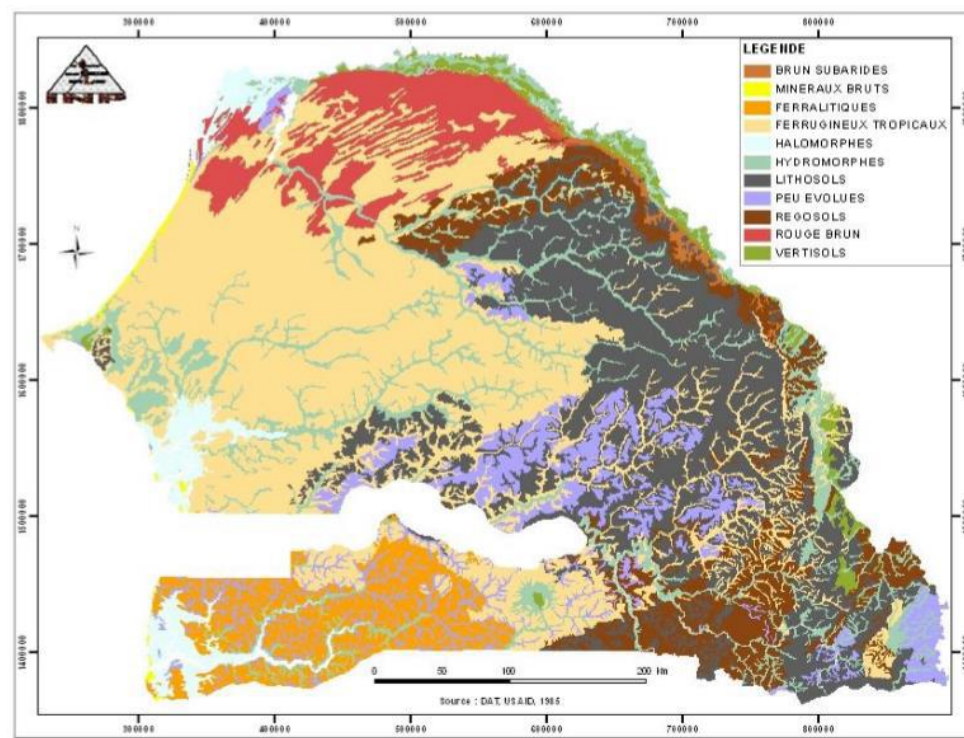 300000 400000 500000 600000 700000 800000
LEGENDE
BRUN SUBARIDES
MINERAUX BRUTS
FERRALITIQUES
FERRUGINEUX TROPICAUX
HALOMORPHES
HYDROMORPHES
LITHOSOLS
PEU EVOLUES
REGOSOLS
ROUGE BRUN
VERTISOLS
N
1700000
1600000
1500000
1400000
0 50 100 200 km
Source : DAT, USAID, 1985
300000 400000 500000 600000 700000 800000